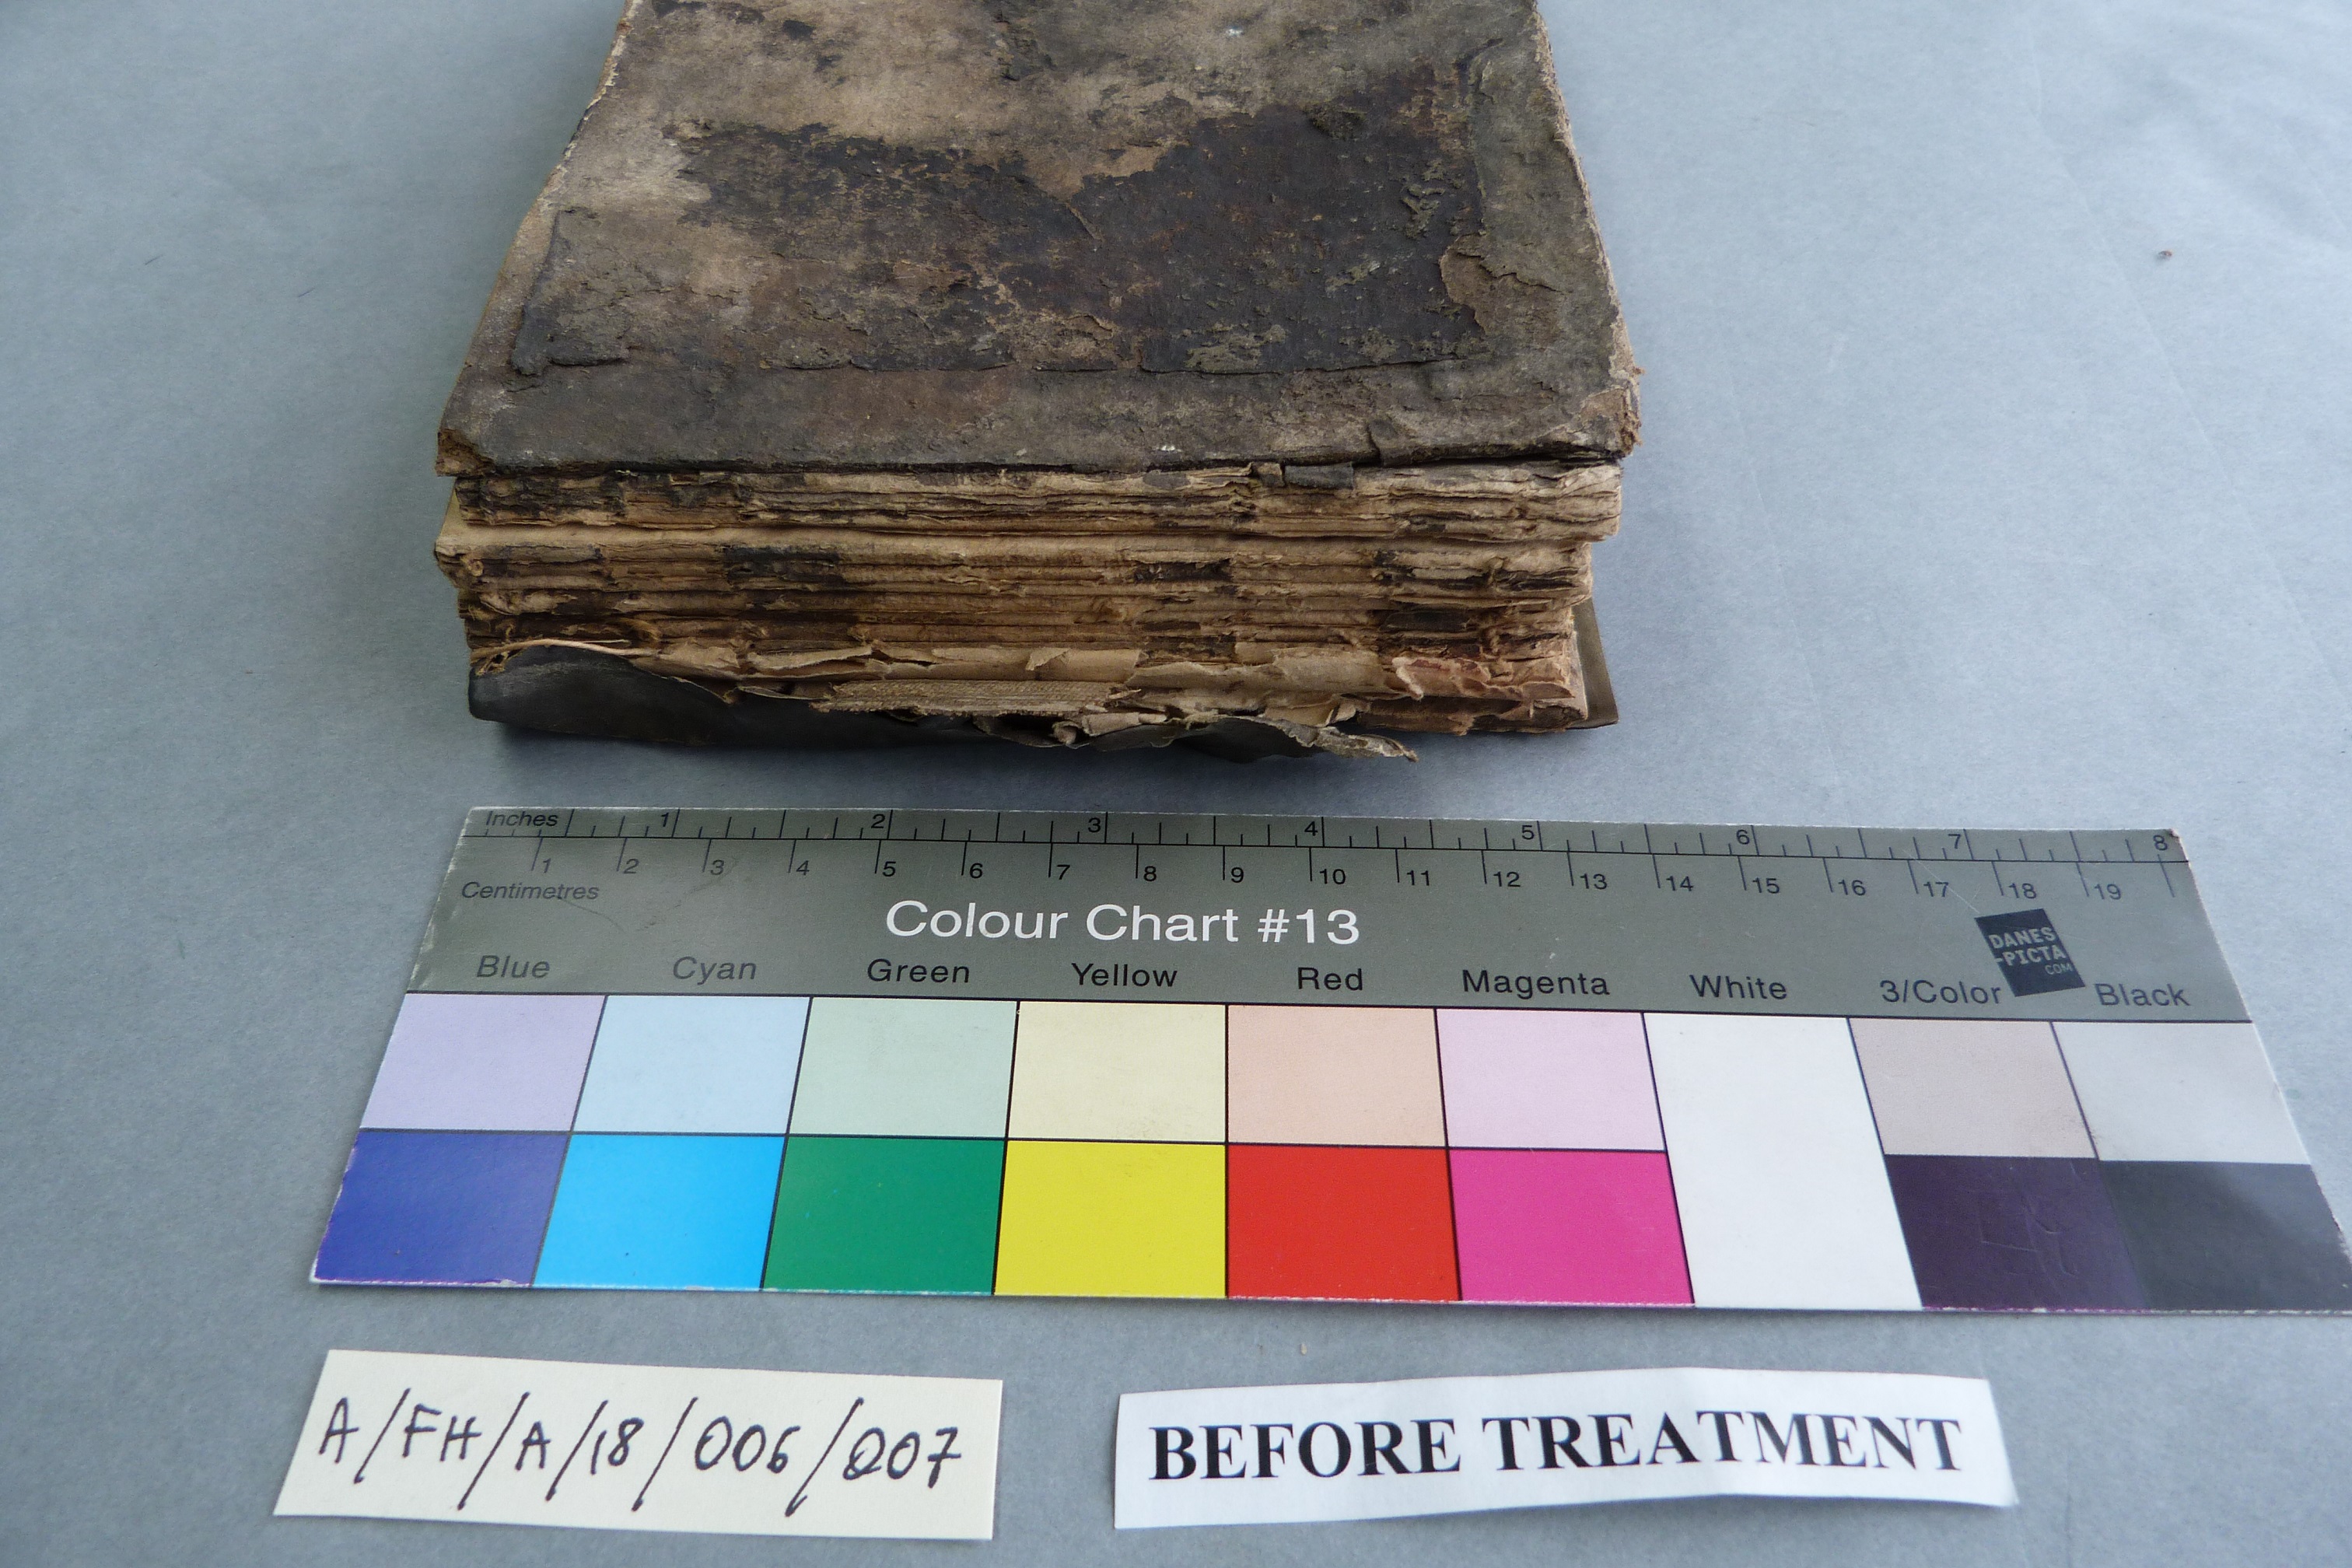 Inches 1 2 3 4 5 6 7 8
1 2 3 4 5 6 7 8 9 10 11 12 13 14 15 16 17 18 19
Centimetres
Colour Chart #13
DANES
-PICTA
.COM
Blue Cyan Green Yellow Red Magenta White 3/Color Black
A/FH/A/18/006/007
BEFORE TREATMENT